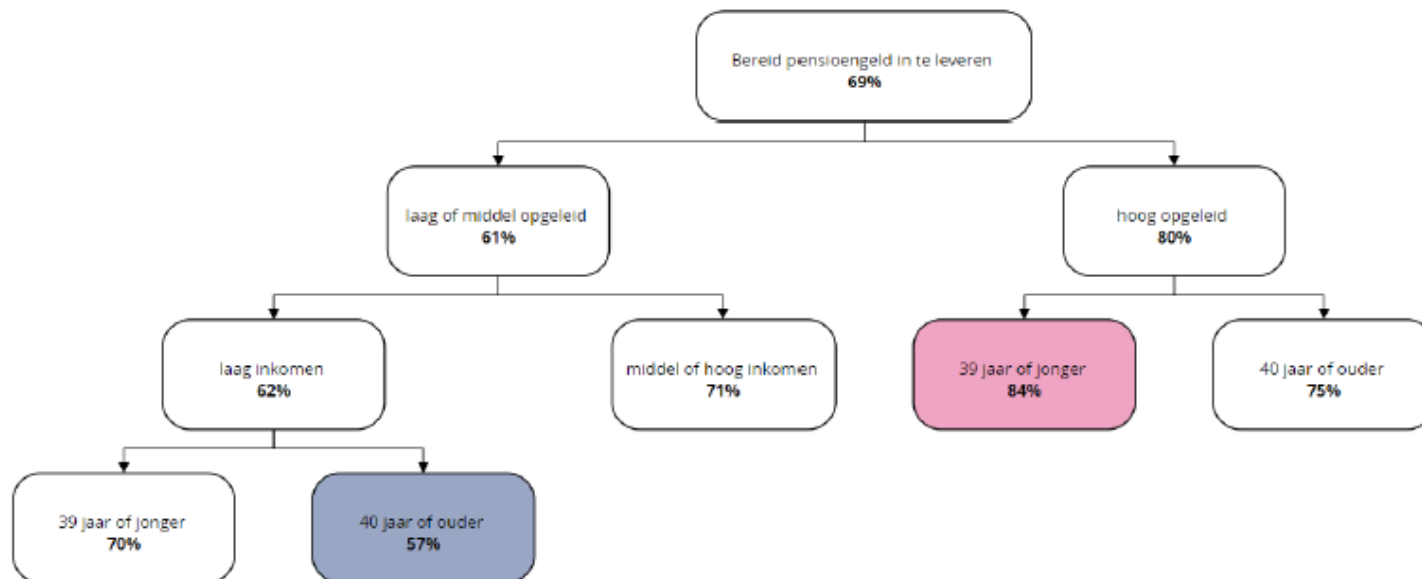 Bereid pensioengeld in te leveren
69%
laag of middel opgeleid
61%
hoog opgeleid
80%
laag inkomen
62%
middel of hoog inkomen
71%
39 jaar of jonger
84%
40 jaar of ouder
75%
39 jaar of jonger
70%
40 jaar of ouder
57%